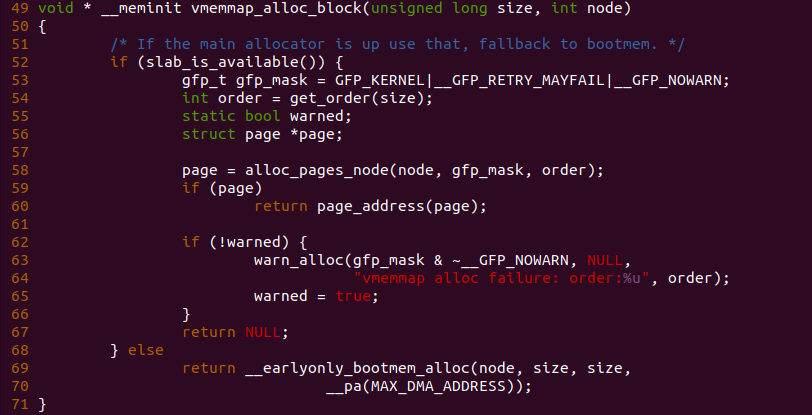 49 void * __meminit vmemmap_alloc_block(unsigned long size, int node)
50 {
51         /* If the main allocator is up use that, fallback to bootmem. */
52         if (slab_is_available()) {
53                 gfp_t gfp_mask = GFP_KERNEL|__GFP_RETRY_MAYFAIL|__GFP_NOWARN;
54                 int order = get_order(size);
55                 static bool warned;
56                 struct page *page;
57
58                 page = alloc_pages_node(node, gfp_mask, order);
59                 if (page)
60                         return page_address(page);
61
62                 if (!warned) {
63                         warn_alloc(gfp_mask & ~__GFP_NOWARN, NULL,
64                                    "vmemmap alloc failure: order:%u", order);
65                         warned = true;
66                 }
67                 return NULL;
68         } else
69                 return __earlyonly_bootmem_alloc(node, size, size,
70                                 __pa(MAX_DMA_ADDRESS));
71 }